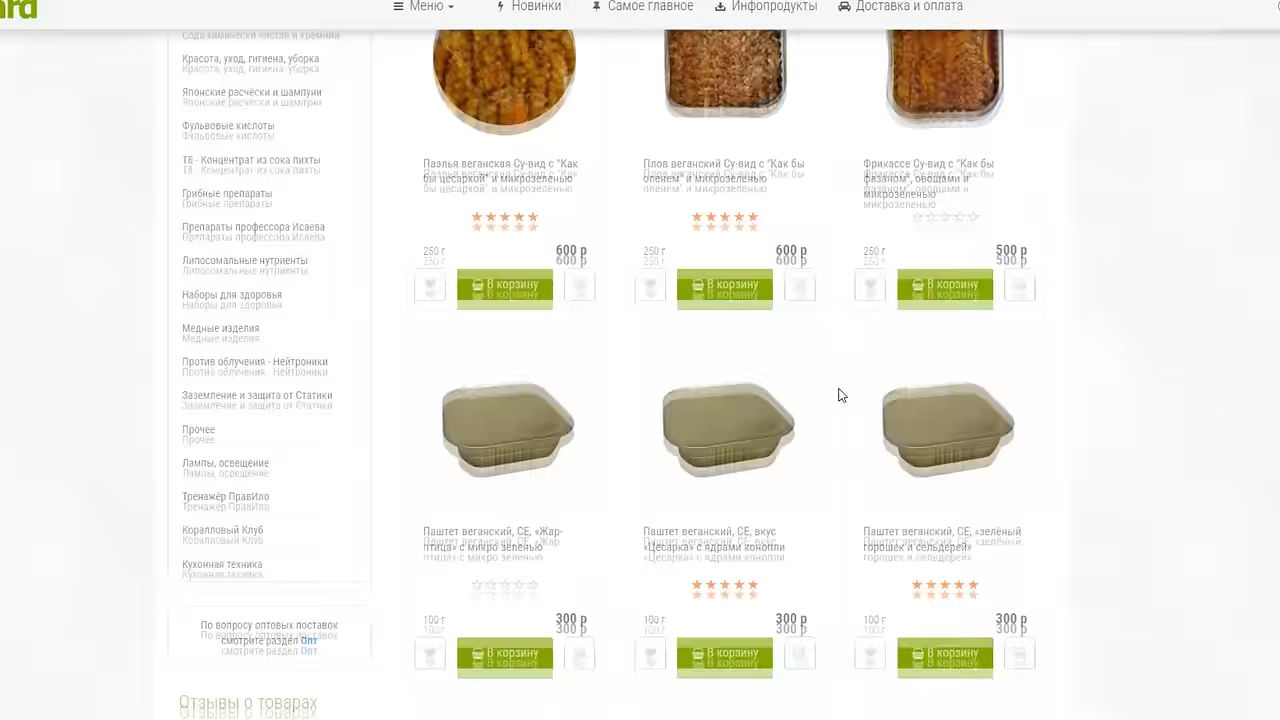 ard
Меню
Новинки
Самое главное
Инфопродукты
Доставка и оплата
Сода химически чистая и кремний
Красота, уход, гигиена, уборка
Японские расчёски и шампуни
Фульвовые кислоты
Т8 - Концентрат из сока пихты
Грибные препараты
Препараты профессора Исаева
Липосомальные нутриенты
Наборы для здоровья
Медные изделия
Против облучения - Нейтроники
Заземление и защита от Статики
Прочее
Лампы, освещение
Тренажёр ПравИло
Коралловый Клуб
Кухонная техника
По вопросу оптовых поставок
смотрите раздел Опт
Отзывы о товарах
Паэлья веганская Су-вид с "Как
бы цесаркой" и микрозеленью
250 г
600 р
В корзину
Плов веганский Су-вид с "Как бы
оленем" и микрозеленью
250 г
600 р
В корзину
Фрикассе Су-вид с "Как бы
фазаном", овощами и
микрозеленью
250 г
500 р
В корзину
Паштет веганский, СЕ, «Жар-
птица» с микро зеленью
100 г
300 р
В корзину
Паштет веганский, СЕ, вкус
«Цесарка» с ядрами конопли
100 г
300 р
В корзину
Паштет веганский, СЕ, «зелёный
горошек и сельдерей»
100 г
300 р
В корзину